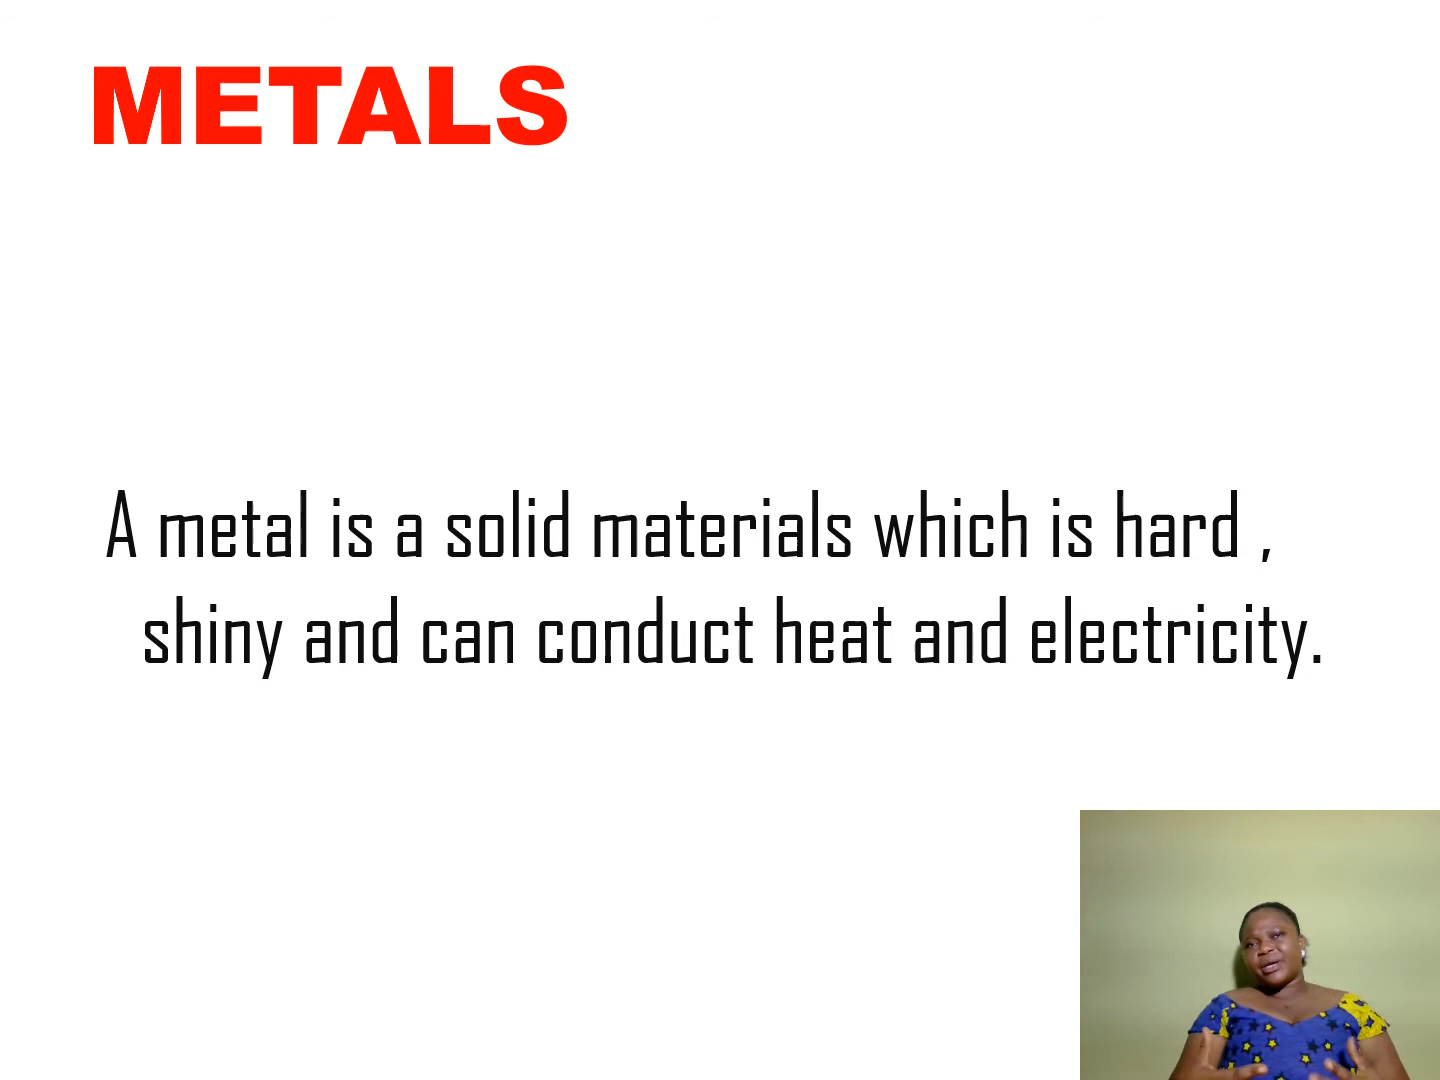 METALS
A metal is a solid materials which is hard ,
shiny and can conduct heat and electricity.